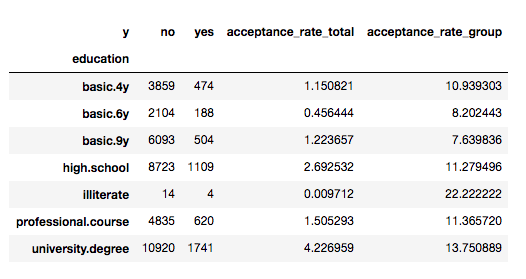 y no yes acceptance_rate_total acceptance_rate_group
education
basic.4y 3859 474 1.150821 10.939303
basic.6y 2104 188 0.456444 8.202443
basic.9y 6093 504 1.223657 7.639836
high.school 8723 1109 2.692532 11.279496
illiterate 14 4 0.009712 22.222222
professional.course 4835 620 1.505293 11.365720
university.degree 10920 1741 4.226959 13.750889